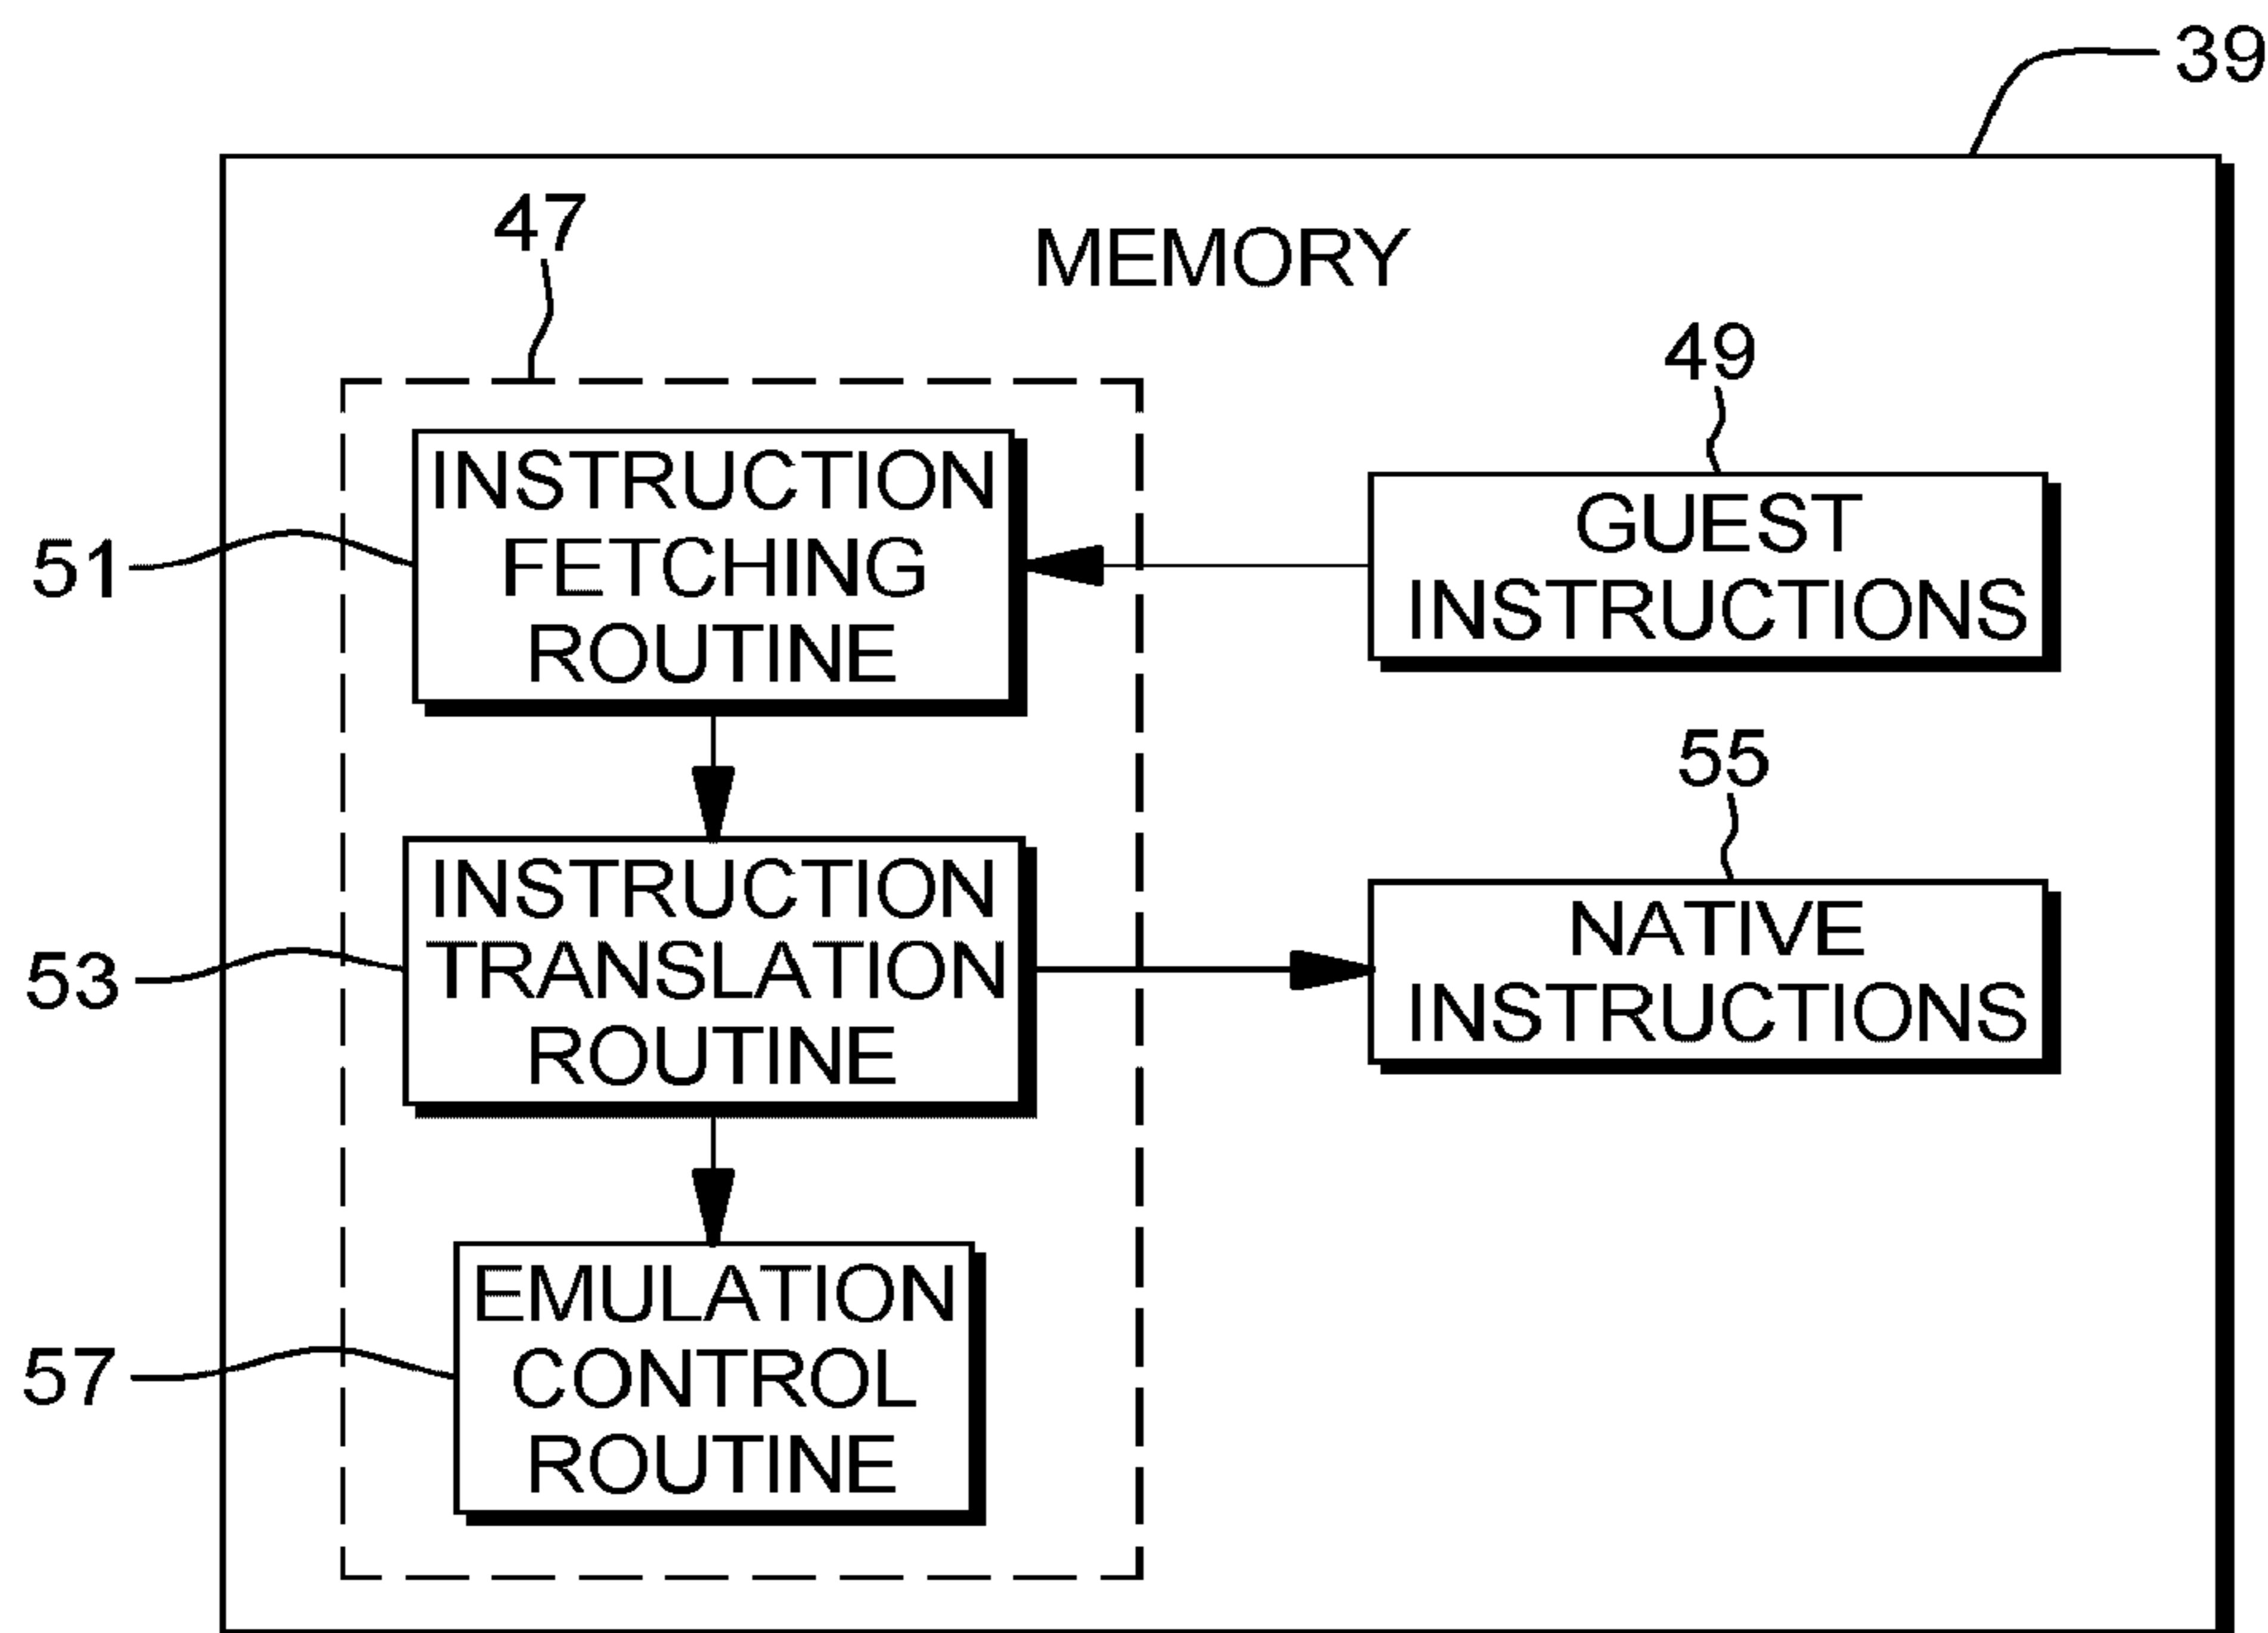 39
47
MEMORY
49
INSTRUCTION
FETCHING
ROUTINE
51
GUEST
INSTRUCTIONS
55
INSTRUCTION
TRANSLATION
ROUTINE
53
NATIVE
INSTRUCTIONS
EMULATION
CONTROL
ROUTINE
57